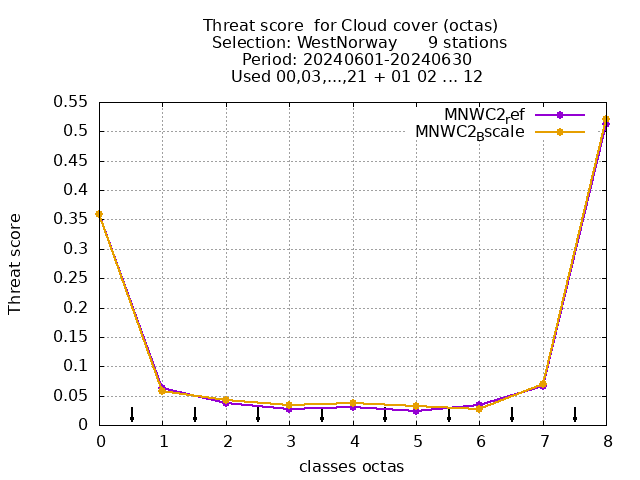 Threat score  for Cloud cover (octas)
Selection: WestNorway      9 stations
Period: 20240601-20240630
Used 00,03,...,21 + 01 02 ... 12
MNWC2ref
MNWC2Bscale
Threat score
0.55
0.5
0.45
0.4
0.35
0.3
0.25
0.2
0.15
0.1
0.05
0
0 1 2 3 4 5 6 7 8
classes octas